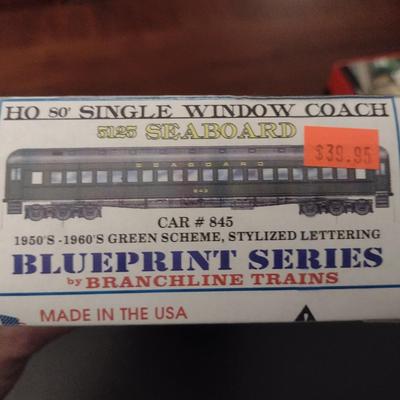 HO 80' SINGLE WINDOW COACH
5125 SEABOARD
$39.95
SEABOARD
CAR # 845
1950'S -1960'S GREEN SCHEME, STYLIZED LETTERING
BLUEPRINT SERIES
by BRANCHLINE TRAINS
MADE IN THE USA